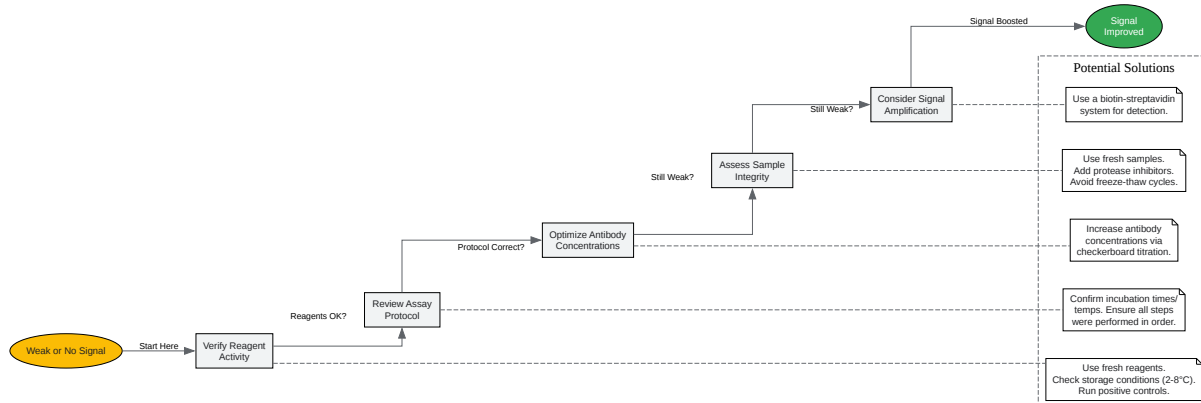 Signal Boosted
Signal
Improved
Potential Solutions
Still Weak?
Consider Signal
Amplification
Use a biotin-streptavidin
system for detection.
Still Weak?
Assess Sample
Integrity
Use fresh samples.
Add protease inhibitors.
Avoid freeze-thaw cycles.
Protocol Correct?
Optimize Antibody
Concentrations
Increase antibody
concentrations via
checkerboard titration.
Reagents OK?
Review Assay
Protocol
Confirm incubation times/
temps. Ensure all steps
were performed in order.
Weak or No Signal
Start Here
Verify Reagent
Activity
Use fresh reagents.
Check storage conditions (2-8°C).
Run positive controls.